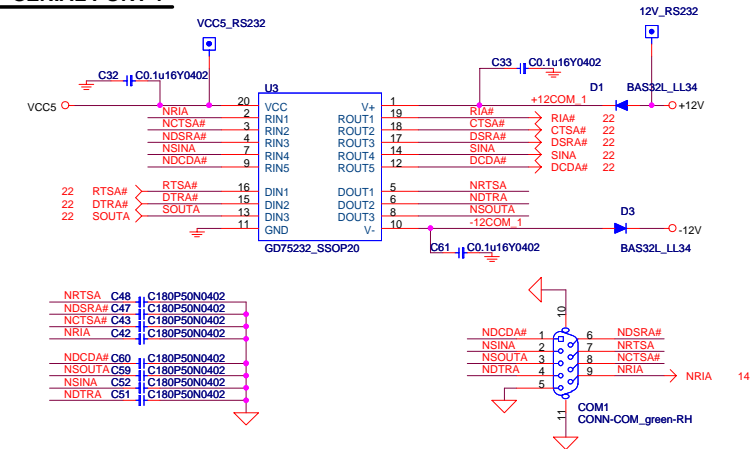 SERIAL PORT 1
VCC5_RS232
12V_RS232
C32 C0.1u16Y0402
C33 C0.1u16Y0402
D1 BAS32L_LL34
U3
VCC5
+12COM_1
+12V
20 VCC V+ 1
NRIA 2 RIN1 ROUT1 19 RIA# RIA# 22
NCTSA# 3 RIN2 ROUT2 18 CTSA# CTSA# 22
NDSRA# 4 RIN3 ROUT3 17 DSRA# DSRA# 22
NSINA 7 RIN4 ROUT4 14 SINA SINA 22
NDCDA# 9 RIN5 ROUT5 12 DCDA# DCDA# 22
22 RTSA# RTSA# 16 DIN1 DOUT1 5 NRTSA
22 DTRA# DTRA# 15 DIN2 DOUT2 6 NDTRA
22 SOUTA SOUTA 13 DIN3 DOUT3 8 NSOUTA
11 GND V- 10 -12COM_1
D3
-12V
GD75232_SSOP20
C61 C0.1u16Y0402
BAS32L_LL34
NRTSA C48 C180P50N0402
NDSRA# C47 C180P50N0402
NCTSA# C43 C180P50N0402
NRIA C42 C180P50N0402
NDCDA# C60 C180P50N0402
NSOUTA C59 C180P50N0402
NSINA C52 C180P50N0402
NDTRA C51 C180P50N0402
10
NDCDA# 1 6 NDSRA#
NSINA 2 7 NRTSA
NSOUTA 3 8 NCTSA#
NDTRA 4 9 NRIA NRIA 14
5
11
COM1
CONN-COM_green-RH